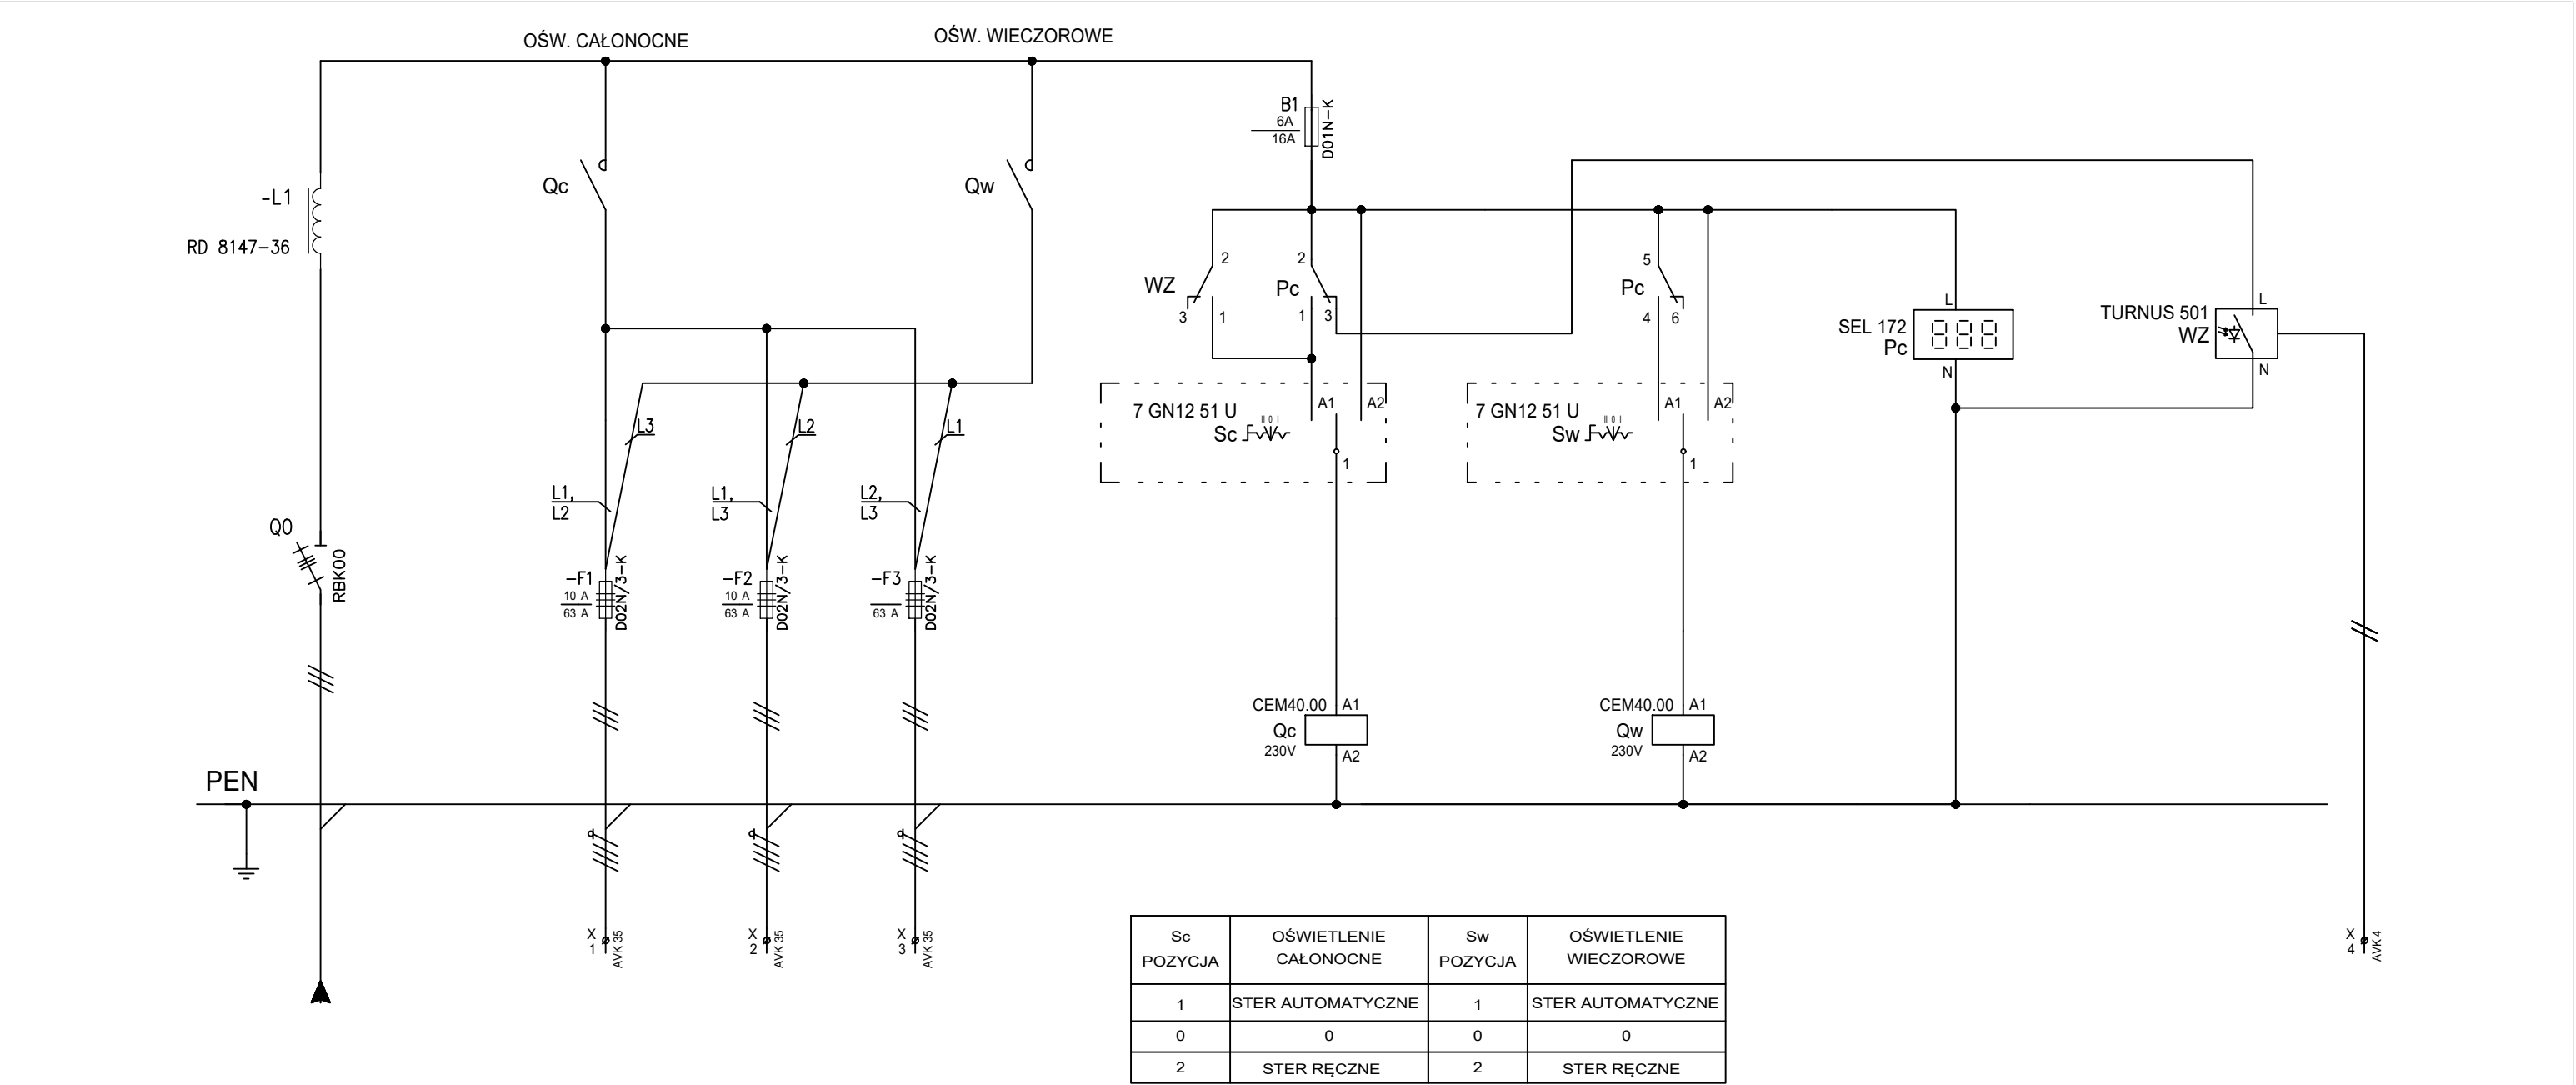 OŚW. CAŁONOCNE
OŚW. WIECZOROWE
B1
6A
16A
D01N-K
-L1
RD 8147-36
Qc
Qw
WZ
2
3
1
Pc
2
1
3
Pc
5
4
6
SEL 172
Pc
L
N
TURNUS 501
WZ
L
N
7 GN12 51 U
Sc
II 0 I
A1
A2
1
7 GN12 51 U
Sw
II 0 I
A1
A2
1
L3
L2
L1
L1,
L2
L1,
L3
L2,
L3
Q0
RBK00
-F1
10 A
63 A
D02N/3-K
-F2
10 A
63 A
D02N/3-K
-F3
63 A
D02N/3-K
CEM40.00
Qc
230V
A1
A2
CEM40.00
Qw
230V
A1
A2
PEN
X
1
AVK 35
X
2
AVK 35
X
3
AVK 35
X
4
AVK 4
Sc
POZYCJA
OŚWIETLENIE
CAŁONOCNE
Sw
POZYCJA
OŚWIETLENIE
WIECZOROWE
1
STER AUTOMATYCZNE
1
STER AUTOMATYCZNE
0
0
0
0
2
STER RĘCZNE
2
STER RĘCZNE